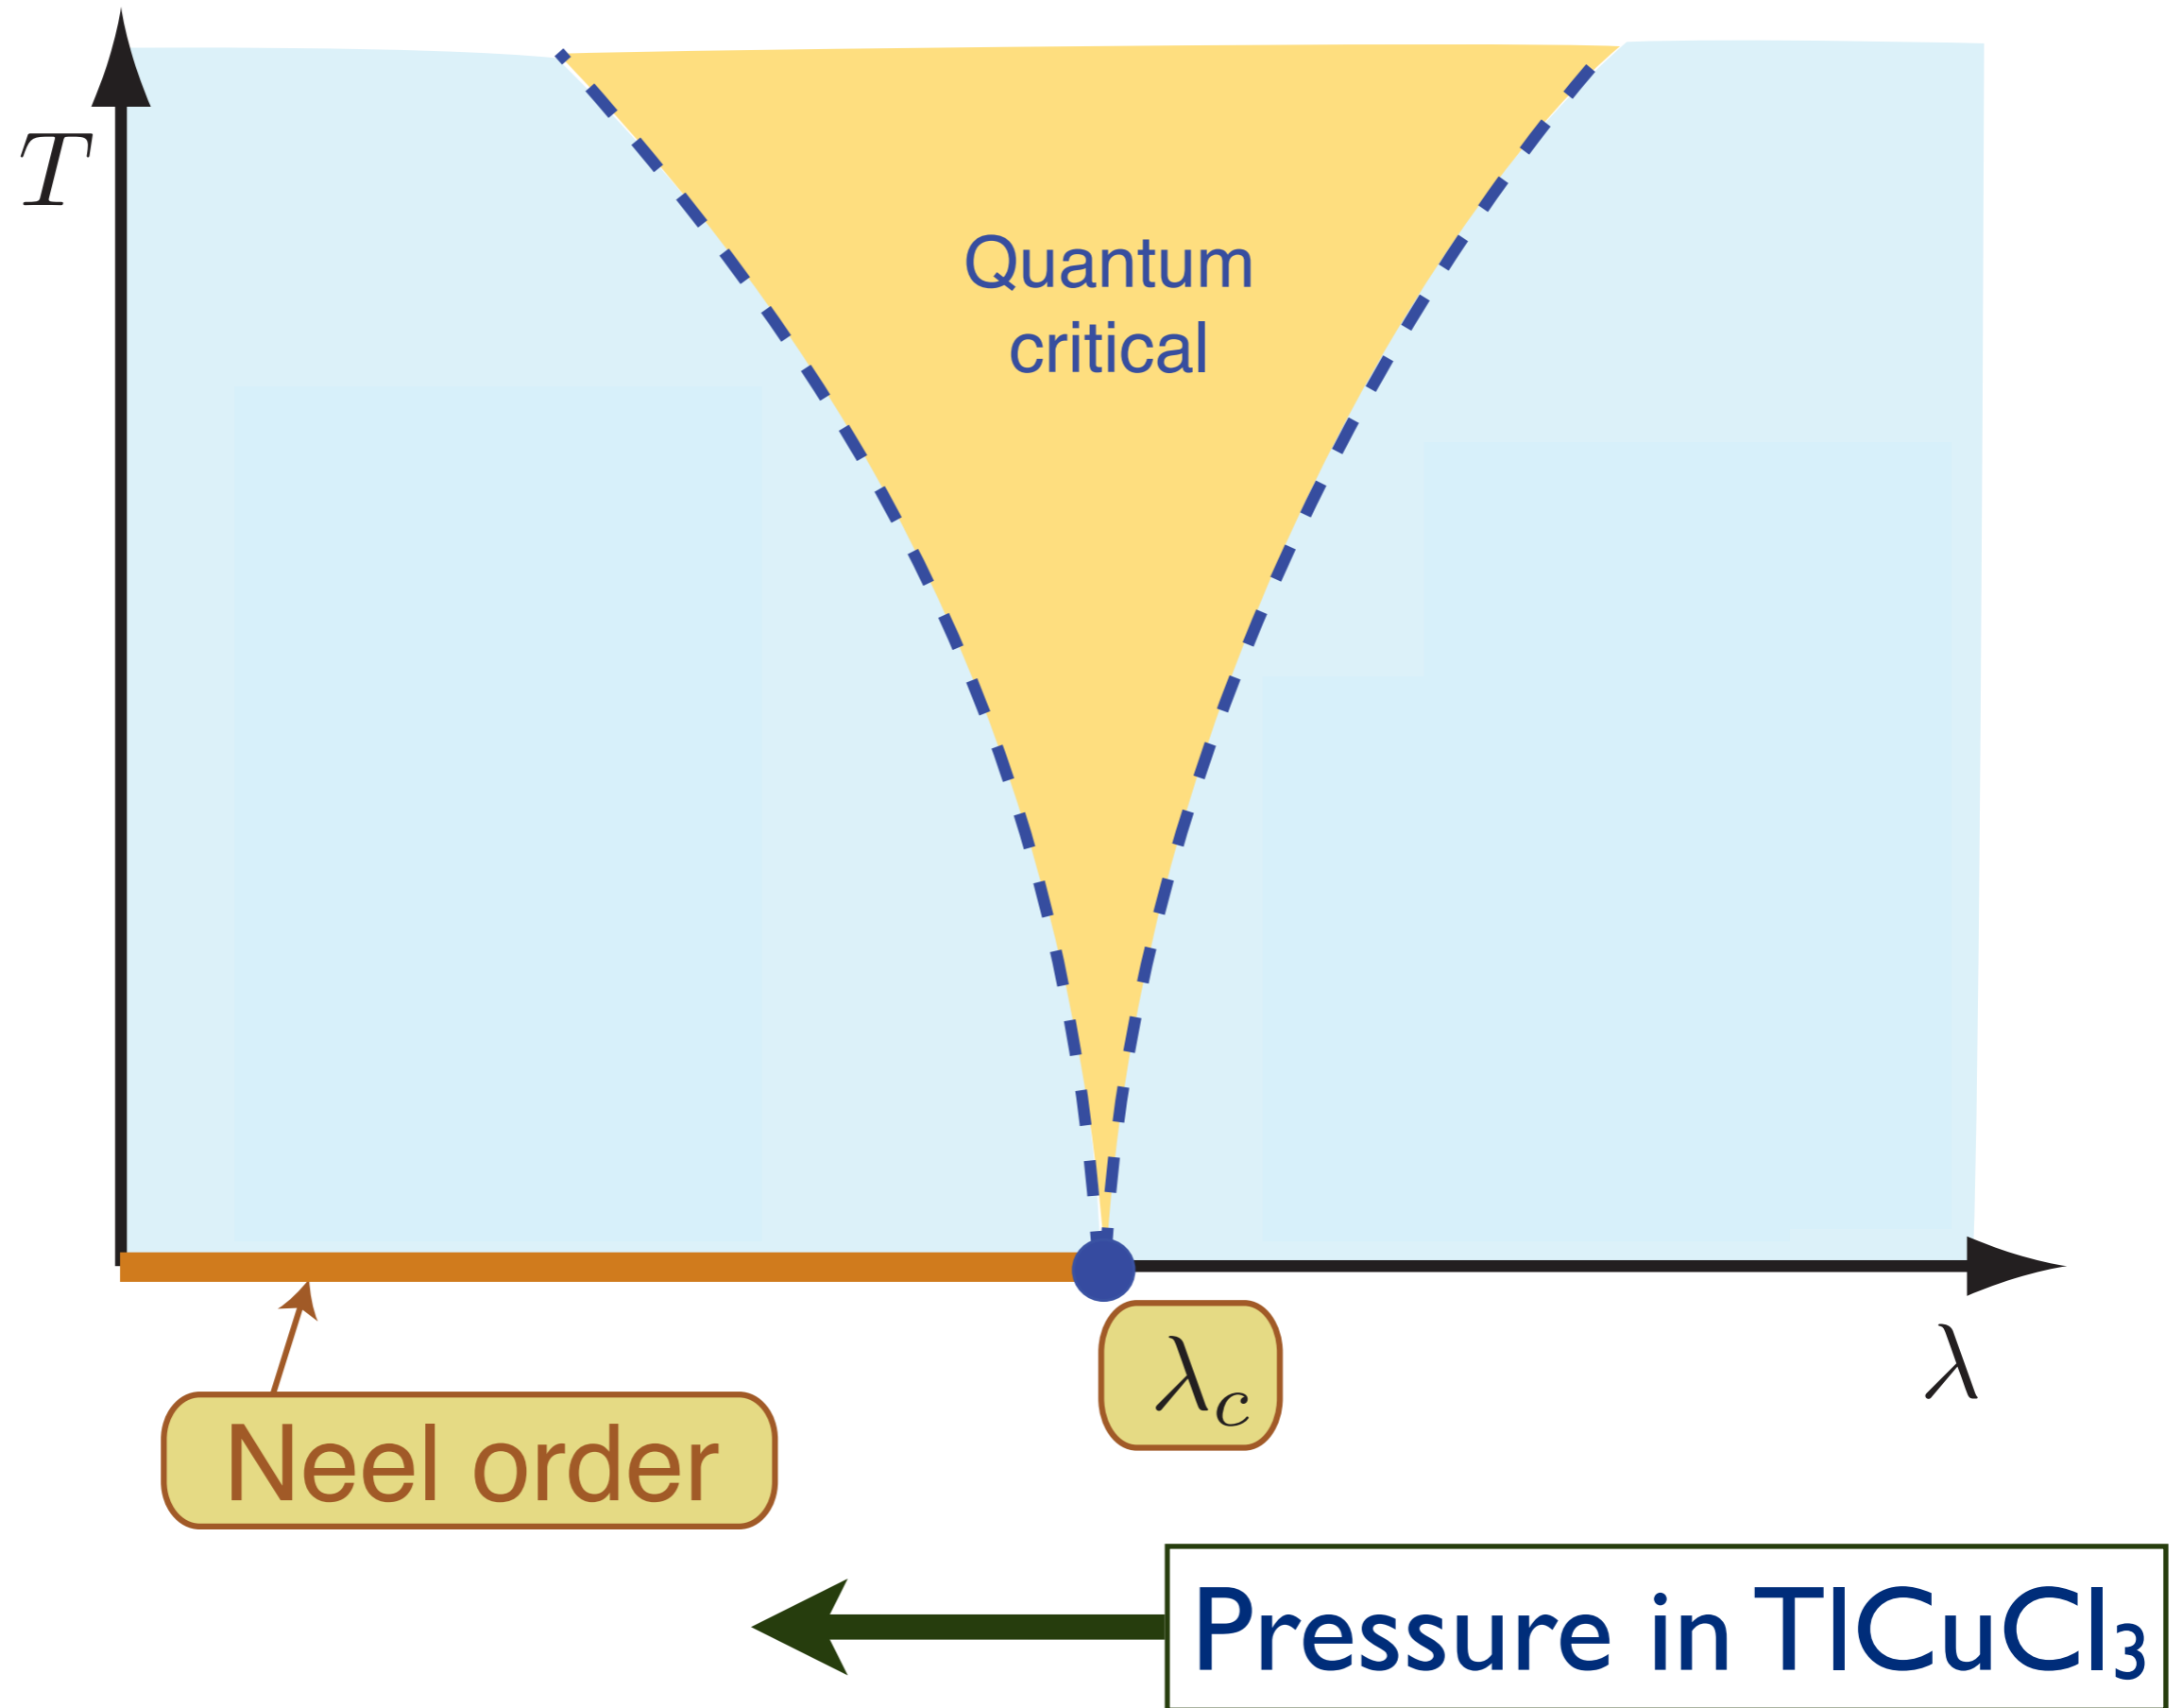 T
Quantum
critical
λ
λc
Neel order
Pressure in TlCuCl₃